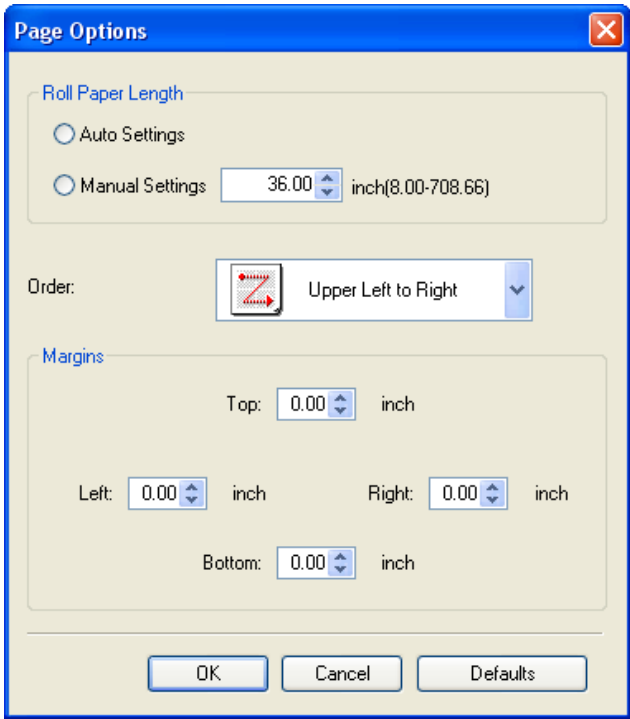 Page Options
Roll Paper Length
Auto Settings
Manual Settings 36.00 inch(8.00-708.66)
Order: Upper Left to Right
Margins
Top: 0.00 inch
Left: 0.00 inch Right: 0.00 inch
Bottom: 0.00 inch
OK Cancel Defaults